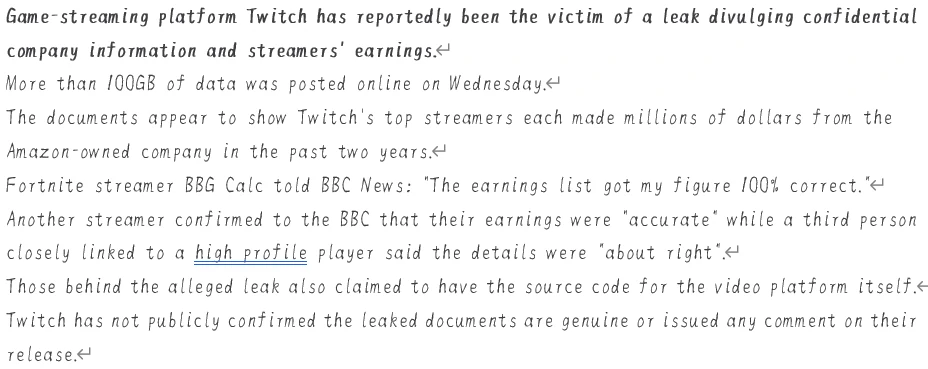 Game-streaming platform Twitch has reportedly been the victim of a leak divulging confidential
company information and streamers' earnings.↵
More than 100GB of data was posted online on Wednesday.↵
The documents appear to show Twitch's top streamers each made millions of dollars from the
Amazon-owned company in the past two years.↵
Fortnite streamer BBG Calc told BBC News: "The earnings list got my figure 100% correct."↵
Another streamer confirmed to the BBC that their earnings were "accurate" while a third person
closely linked to a high profile player said the details were "about right".↵
Those behind the alleged leak also claimed to have the source code for the video platform itself.↵
Twitch has not publicly confirmed the leaked documents are genuine or issued any comment on their
release.↵